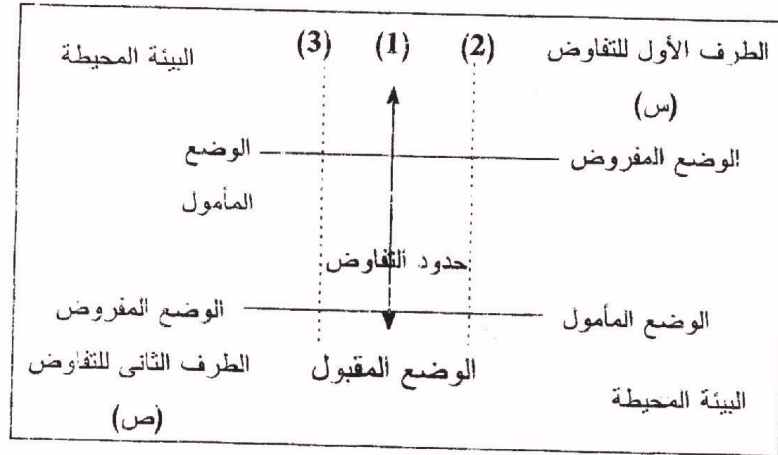 الطرف الأول للتفاوض (2) (1) (3) البيئة المحيطة
(س)
الوضع المفروض الوضع
المأمول
حدود التفاوض
الوضع المأمول الوضع المفروض
الوضع المقبول الطرف الثانى للتفاوض
البيئة المحيطة (ص)